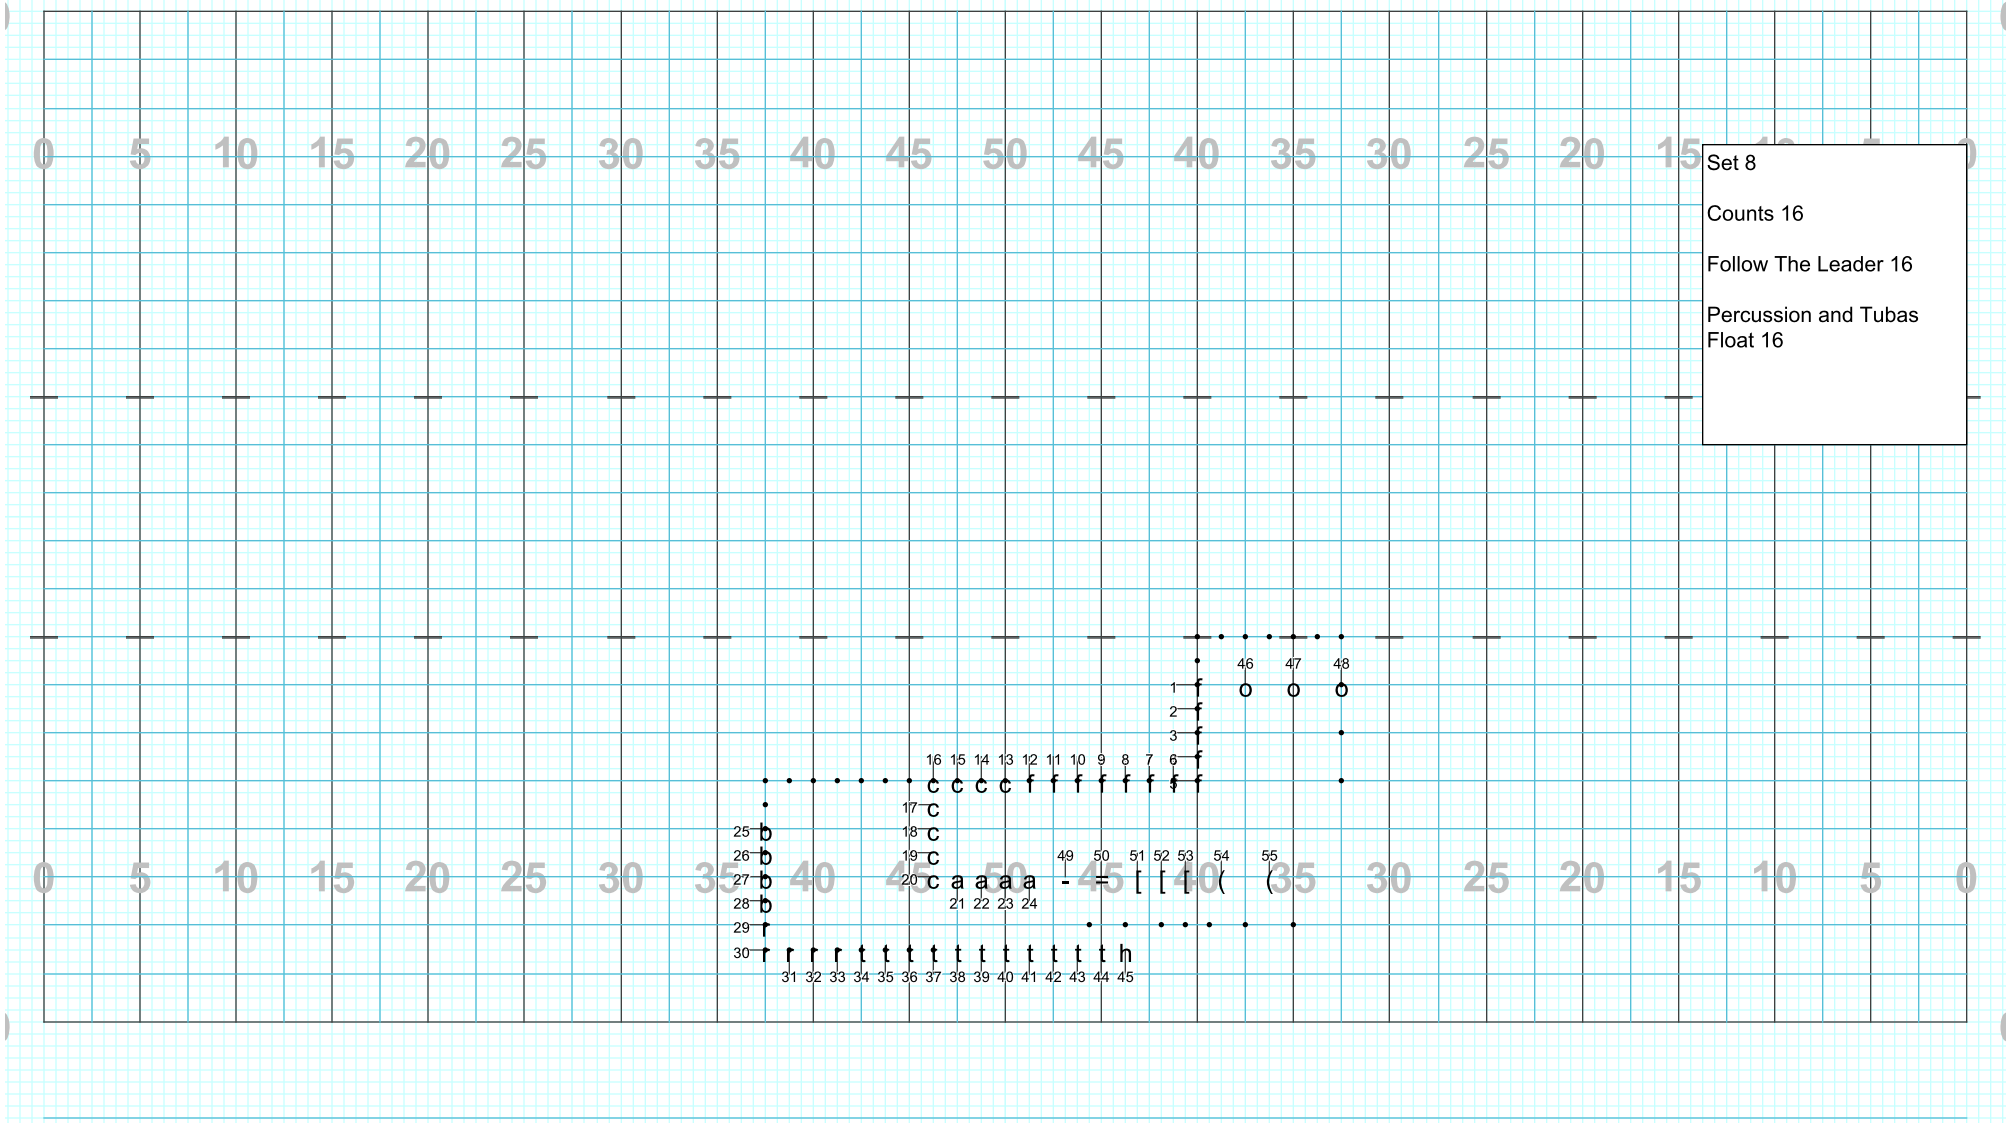 0 5 10 15 20 25 30 35 40 45 50 45 40 35 30 25 20 15
Set 8
Counts 16
Follow The Leader 16
Percussion and Tubas
Float 16
46 47 48
1 f o o o
2 f
3 f
f
16 15 14 13 12 11 10 9 8 7 6
c c c c f f f f f f f 5 f
17 c
25 b 18 c
26 b 19 c 49 50 51 52 53 54 55
0 5 10 15 20 25 30 35 27 b 40 45 20 c a a a a 50 - 45 = [ [ [ 40 ( ( 35 30 25 20 15 10 5 0
28 b 21 22 23 24
29 r
30 r r r r t t t t t t t t t t t h
31 32 33 34 35 36 37 38 39 40 41 42 43 44 45